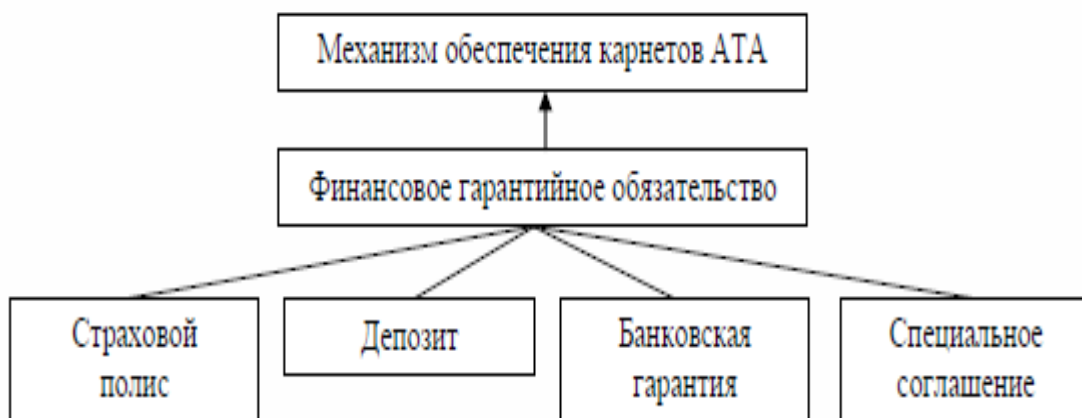 Механизм обеспечения карнетов АТА
Финансовое гарантийное обязательство
Страховой
полис
Депозит
Банковская
гарантия
Специальное
соглашение